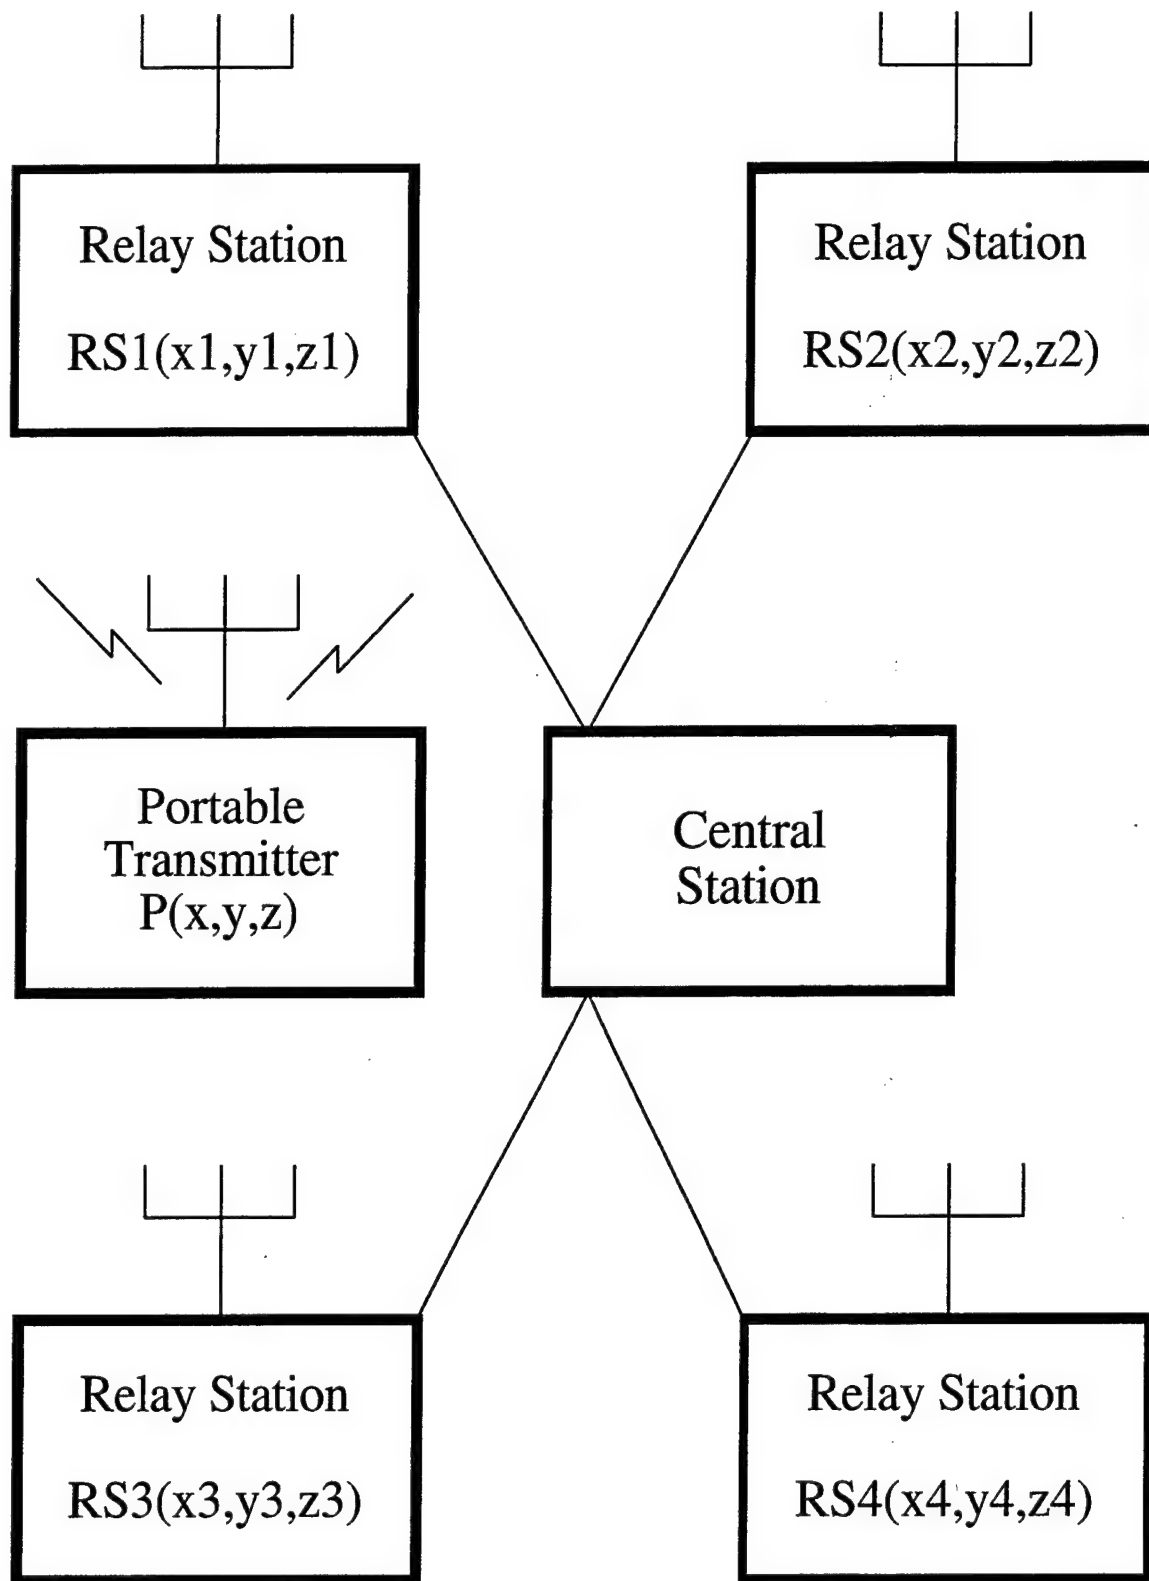 Relay Station
RS1(x1,y1,z1)
Relay Station
RS2(x2,y2,z2)
Portable
Transmitter
P(x,y,z)
Central
Station
Relay Station
RS3(x3,y3,z3)
Relay Station
RS4(x4,y4,z4)